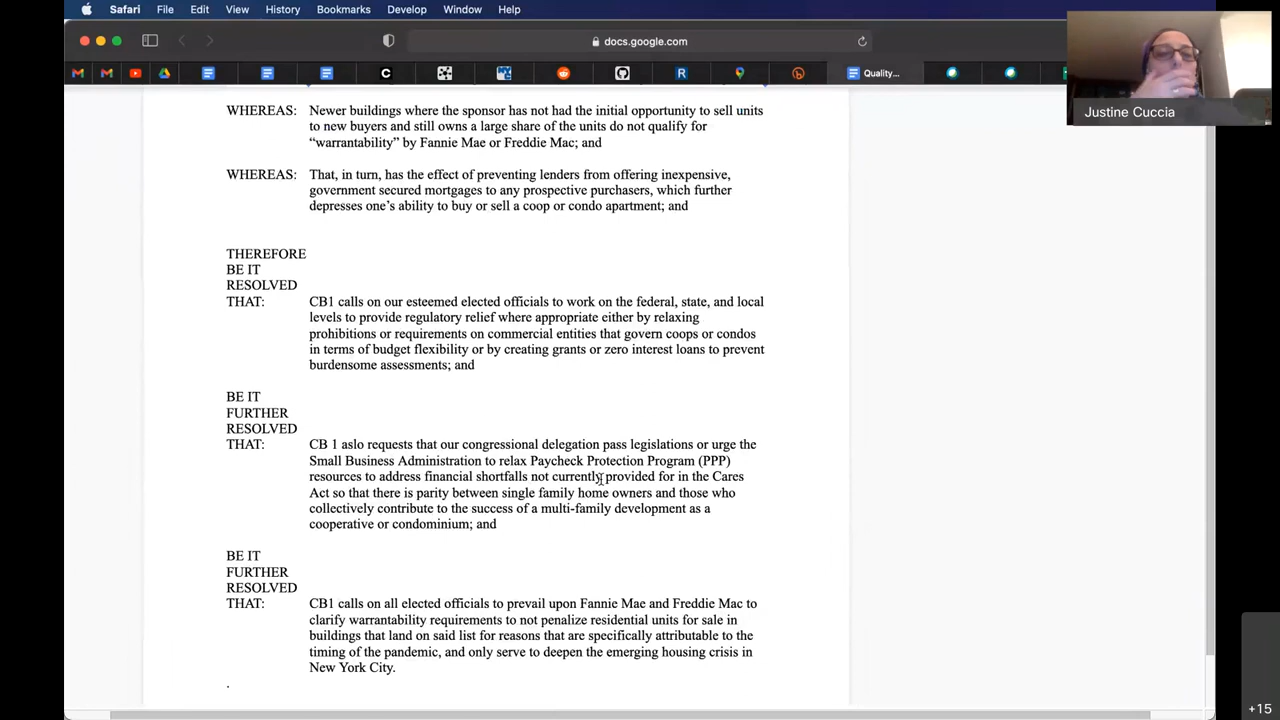 Safari File Edit View History Bookmarks Develop Window Help
docs.google.com
Quality...
Justine Cuccia
WHEREAS: Newer buildings where the sponsor has not had the initial opportunity to sell units
to new buyers and still owns a large share of the units do not qualify for
“warrantability” by Fannie Mae or Freddie Mac; and
WHEREAS: That, in turn, has the effect of preventing lenders from offering inexpensive,
government secured mortgages to any prospective purchasers, which further
depresses one’s ability to buy or sell a coop or condo apartment; and
THEREFORE
BE IT
RESOLVED
THAT: CB1 calls on our esteemed elected officials to work on the federal, state, and local
levels to provide regulatory relief where appropriate either by relaxing
prohibitions or requirements on commercial entities that govern coops or condos
in terms of budget flexibility or by creating grants or zero interest loans to prevent
burdensome assessments; and
BE IT
FURTHER
RESOLVED
THAT: CB 1 aslo requests that our congressional delegation pass legislations or urge the
Small Business Administration to relax Paycheck Protection Program (PPP)
resources to address financial shortfalls not currently provided for in the Cares
Act so that there is parity between single family home owners and those who
collectively contribute to the success of a multi-family development as a
cooperative or condominium; and
BE IT
FURTHER
RESOLVED
THAT: CB1 calls on all elected officials to prevail upon Fannie Mae and Freddie Mac to
clarify warrantability requirements to not penalize residential units for sale in
buildings that land on said list for reasons that are specifically attributable to the
timing of the pandemic, and only serve to deepen the emerging housing crisis in
New York City.
.
+15